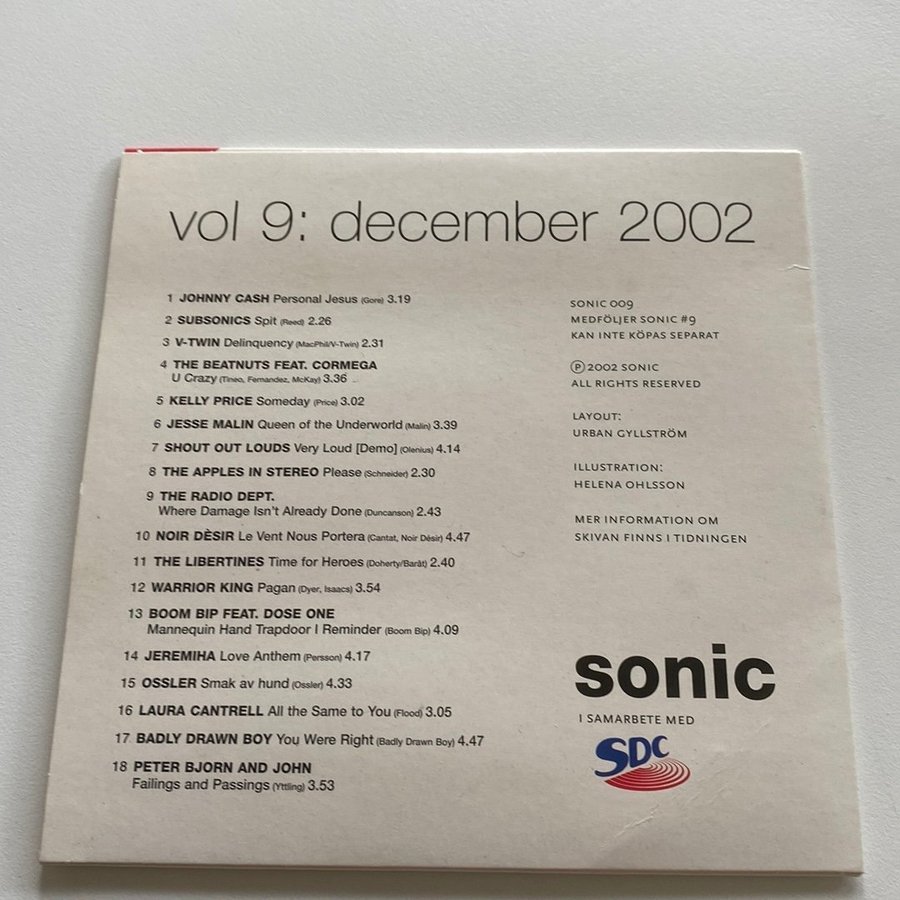 vol 9: december 2002
1 JOHNNY CASH Personal Jesus (Gore) 3.19
2 SUBSONICS Spit (Reed) 2.26
3 V-TWIN Delinquency (MacPhil/V-Twin) 2.31
4 THE BEATNUTS FEAT. CORMEGA
U Crazy (Tineo, Fernandez, McKay) 3.36
5 KELLY PRICE Someday (Price) 3.02
6 JESSE MALIN Queen of the Underworld (Malin) 3.39
7 SHOUT OUT LOUDS Very Loud [Demo] (Olenius) 4.14
8 THE APPLES IN STEREO Please (Schneider) 2.30
9 THE RADIO DEPT.
Where Damage Isn't Already Done (Duncanson) 2.43
10 NOIR DÈSIR Le Vent Nous Portera (Cantat, Noir Dèsir) 4.47
11 THE LIBERTINES Time for Heroes (Doherty/Barât) 2.40
12 WARRIOR KING Pagan (Dyer, Isaacs) 3.54
13 BOOM BIP FEAT. DOSE ONE
Mannequin Hand Trapdoor I Reminder (Boom Bip) 4.09
14 JEREMIHA Love Anthem (Persson) 4.17
15 OSSLER Smak av hund (Ossler) 4.33
16 LAURA CANTRELL All the Same to You (Flood) 3.05
17 BADLY DRAWN BOY You Were Right (Badly Drawn Boy) 4.47
18 PETER BJORN AND JOHN
Failings and Passings (Yttling) 3.53
SONIC 009
MEDFÖLJER SONIC #9
KAN INTE KÖPAS SEPARAT
Ⓟ 2002 SONIC
ALL RIGHTS RESERVED
LAYOUT:
URBAN GYLLSTRÖM
ILLUSTRATION:
HELENA OHLSSON
MER INFORMATION OM
SKIVAN FINNS I TIDNINGEN
sonic
I SAMARBETE MED
SDC